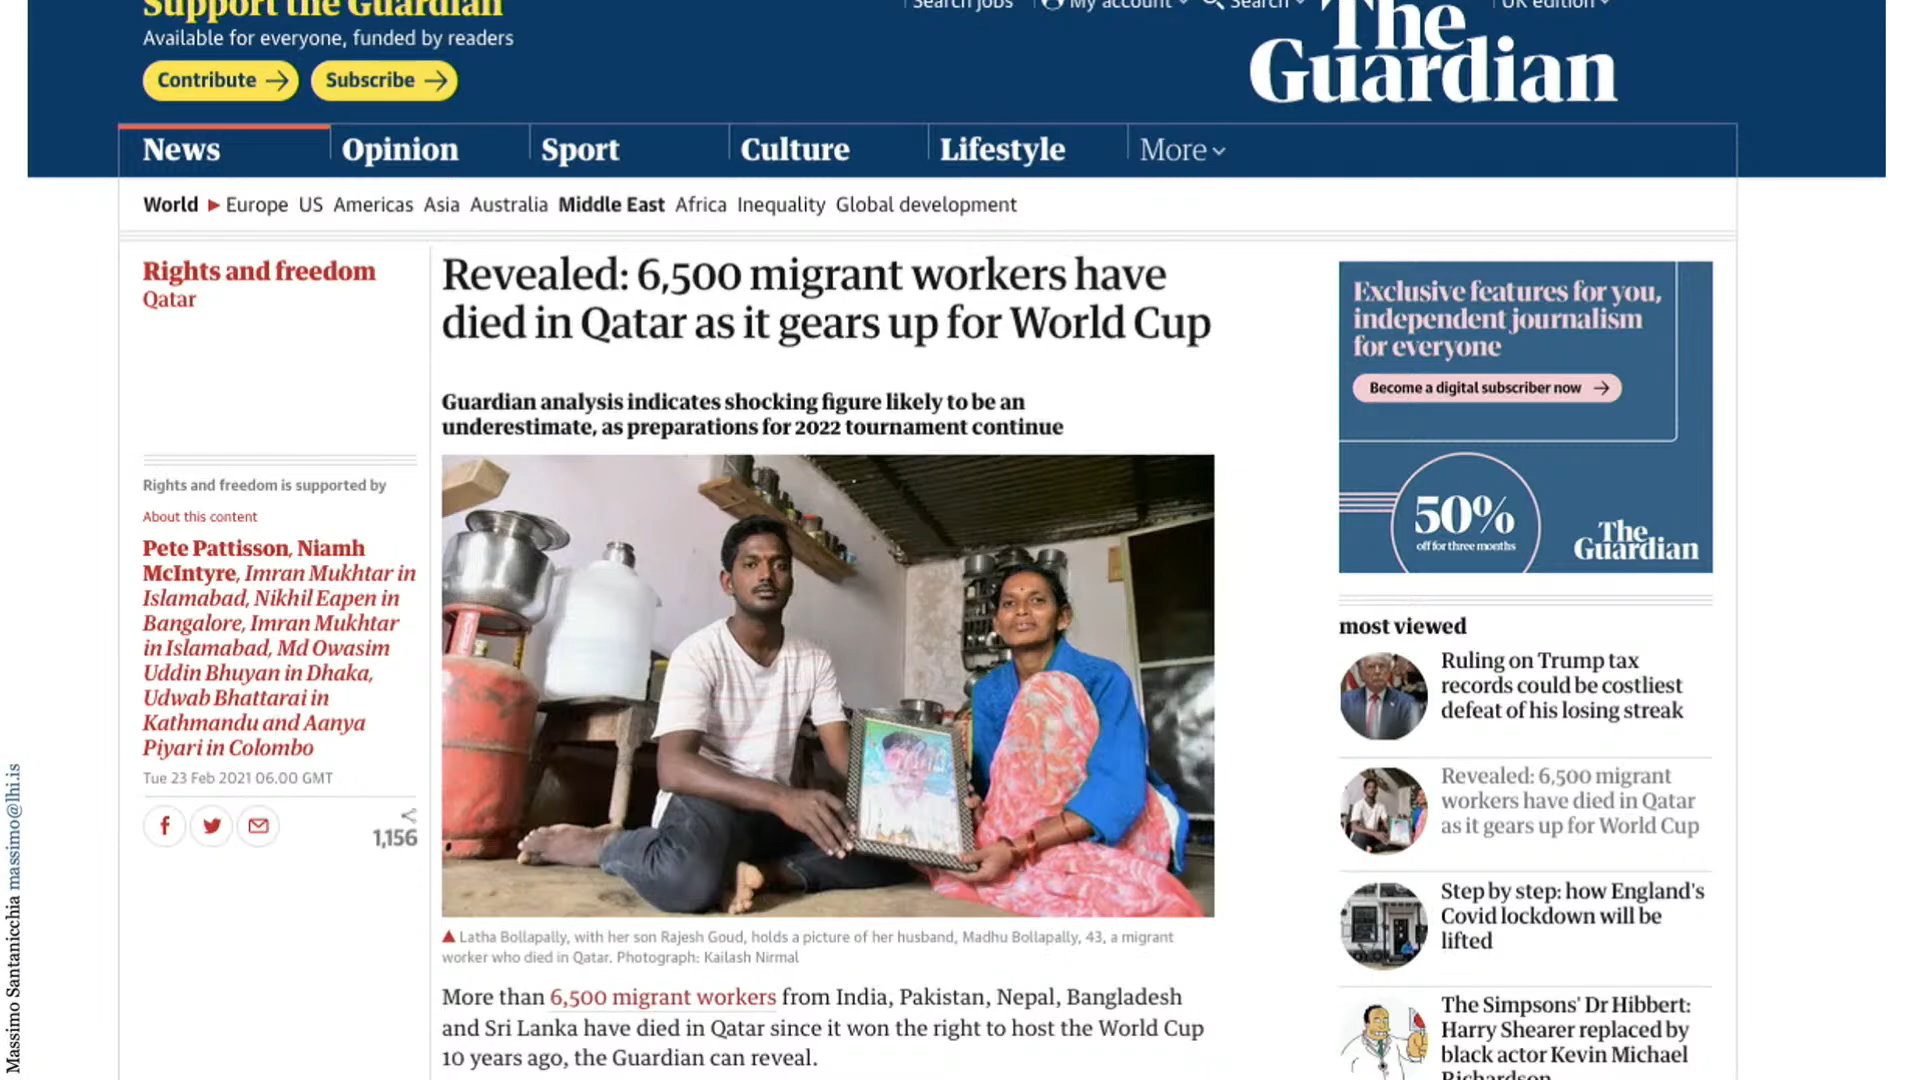 Support the Guardian
Available for everyone, funded by readers
Contribute
Subscribe
Search jobs
My account
Search
UK edition
The
Guardian
News
Opinion
Sport
Culture
Lifestyle
More
World
Europe
US
Americas
Asia
Australia
Middle East
Africa
Inequality
Global development
Rights and freedom
Qatar
Revealed: 6,500 migrant workers have
died in Qatar as it gears up for World Cup
Guardian analysis indicates shocking figure likely to be an
underestimate, as preparations for 2022 tournament continue
Rights and freedom is supported by
About this content
Pete Pattisson, Niamh
McIntyre, Imran Mukhtar in
Islamabad, Nikhil Eapen in
Bangalore, Imran Mukhtar
in Islamabad, Md Owasim
Uddin Bhuyan in Dhaka,
Udwab Bhattarai in
Kathmandu and Aanya
Piyari in Colombo
Tue 23 Feb 2021 06.00 GMT
1,156
Latha Bollapally, with her son Rajesh Goud, holds a picture of her husband, Madhu Bollapally, 43, a migrant
worker who died in Qatar. Photograph: Kailash Nirmal
More than 6,500 migrant workers from India, Pakistan, Nepal, Bangladesh
and Sri Lanka have died in Qatar since it won the right to host the World Cup
10 years ago, the Guardian can reveal.
Exclusive features for you,
independent journalism
for everyone
Become a digital subscriber now
50%
off for three months
The
Guardian
most viewed
Ruling on Trump tax
records could be costliest
defeat of his losing streak
Revealed: 6,500 migrant
workers have died in Qatar
as it gears up for World Cup
Step by step: how England's
Covid lockdown will be
lifted
The Simpsons' Dr Hibbert:
Harry Shearer replaced by
black actor Kevin Michael
Richardson
Massimo Santanicchia massimo@lhi.is